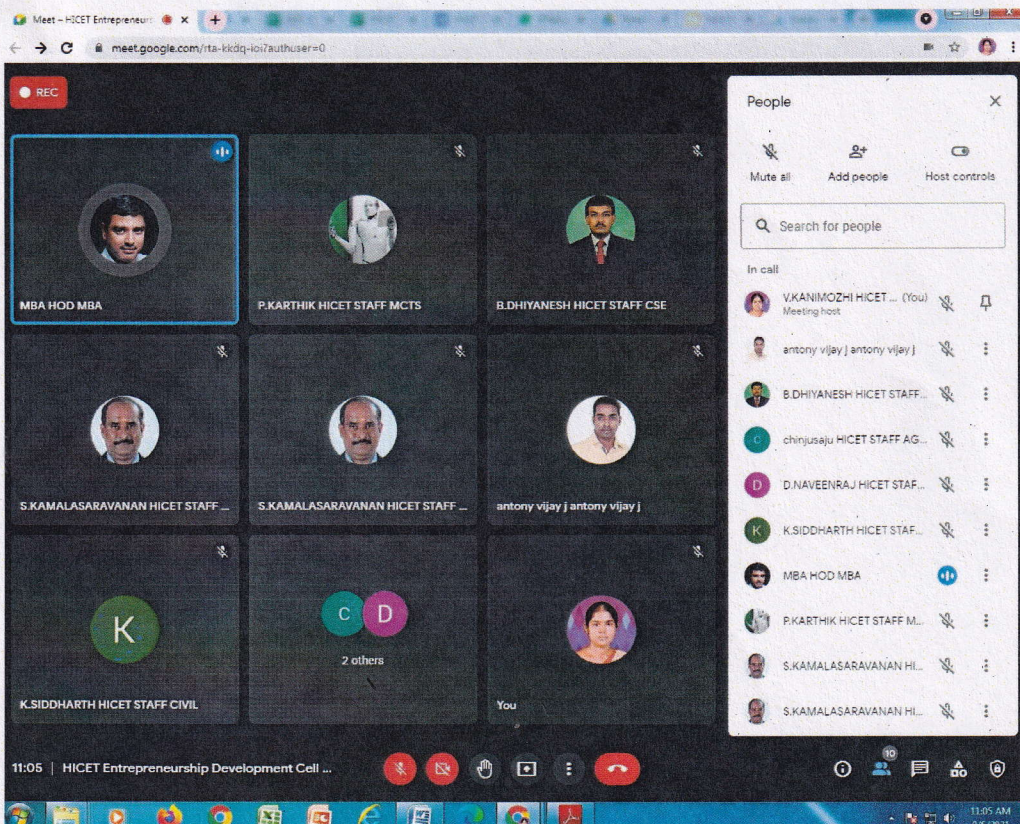 Meet – HICET Entrepreneur
meet.google.com/rta-kkdq-ioi?authuser=0
REC
MBA HOD MBA
P.KARTHIK HICET STAFF MCTS
B.DHIYANESH HICET STAFF CSE
S.KAMALASARAVANAN HICET STAFF ...
S.KAMALASARAVANAN HICET STAFF ...
antony vijay j antony vijay j
K
K.SIDDHARTH HICET STAFF CIVIL
C D
2 others
You
People
Mute all Add people Host controls
Search for people
In call
V.KANIMOZHI HICET ... (You)
Meeting host
antony vijay j antony vijay j
B.DHIYANESH HICET STAFF...
C chinjusaju HICET STAFF AG...
D D.NAVEENRAJ HICET STAF...
K K.SIDDHARTH HICET STAF...
MBA HOD MBA
P.KARTHIK HICET STAFF M...
S.KAMALASARAVANAN HI...
S.KAMALASARAVANAN HI...
11:05 | HICET Entrepreneurship Development Cell ...
10
11:05 AM